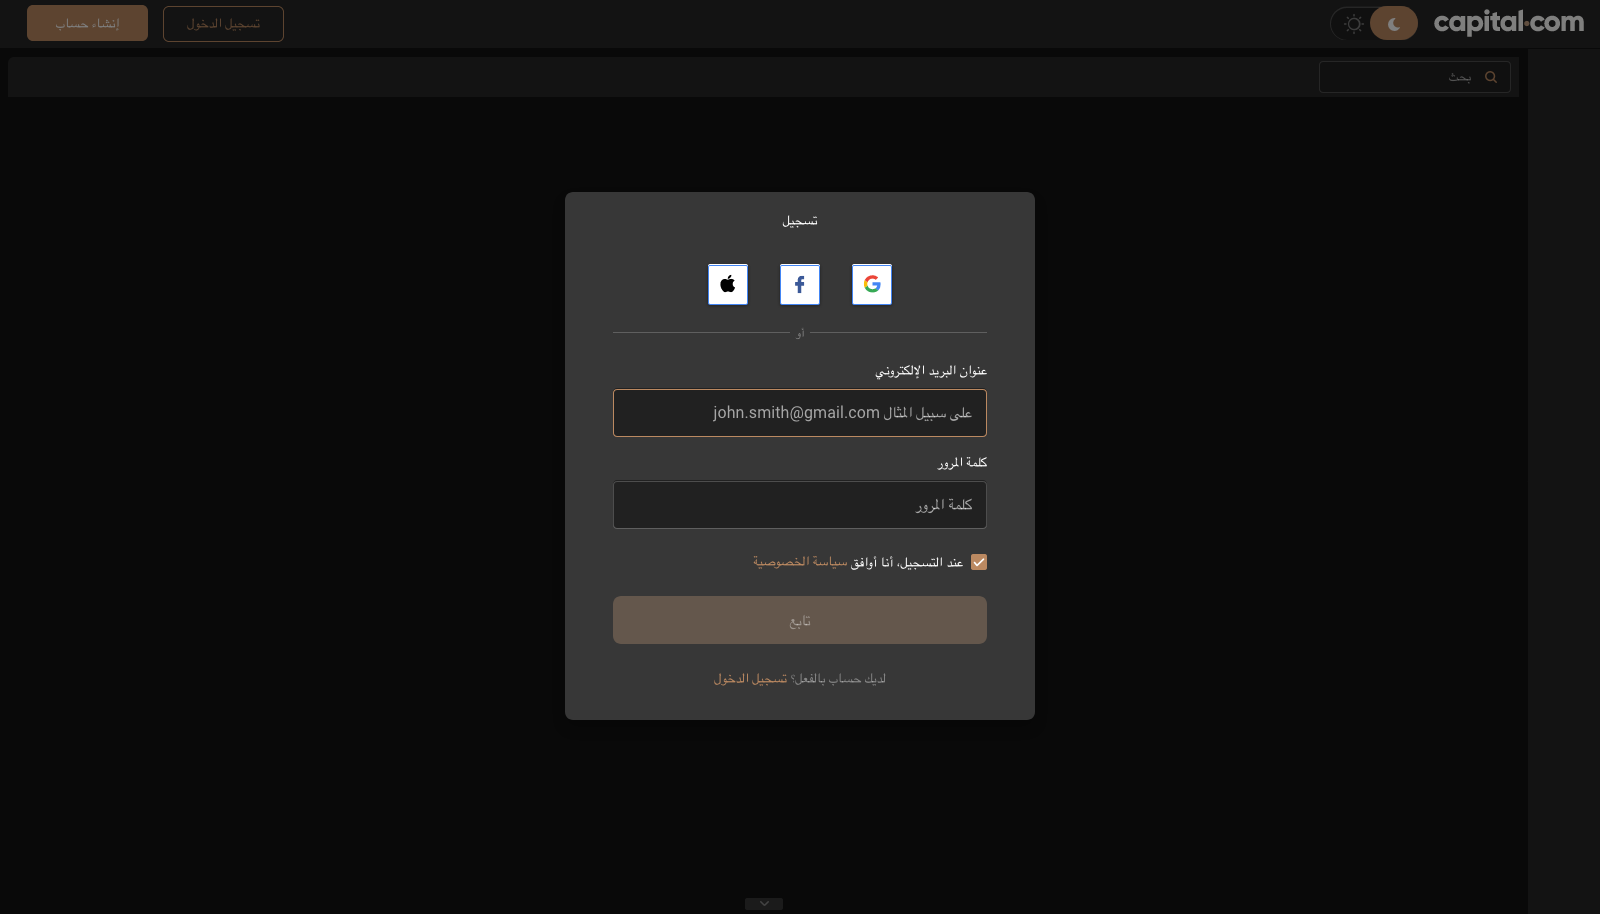 capital.com
تسجيل الدخول
إنشاء حساب
بحث
تسجيل
او
عنوان البريد الإلكتروني
على سبيل المثال john.smith@gmail.com
كلمة المرور
كلمة المرور
عند التسجيل، أنا أوافق سياسة الخصوصية
تابع
لديك حساب بالفعل؟ تسجيل الدخول